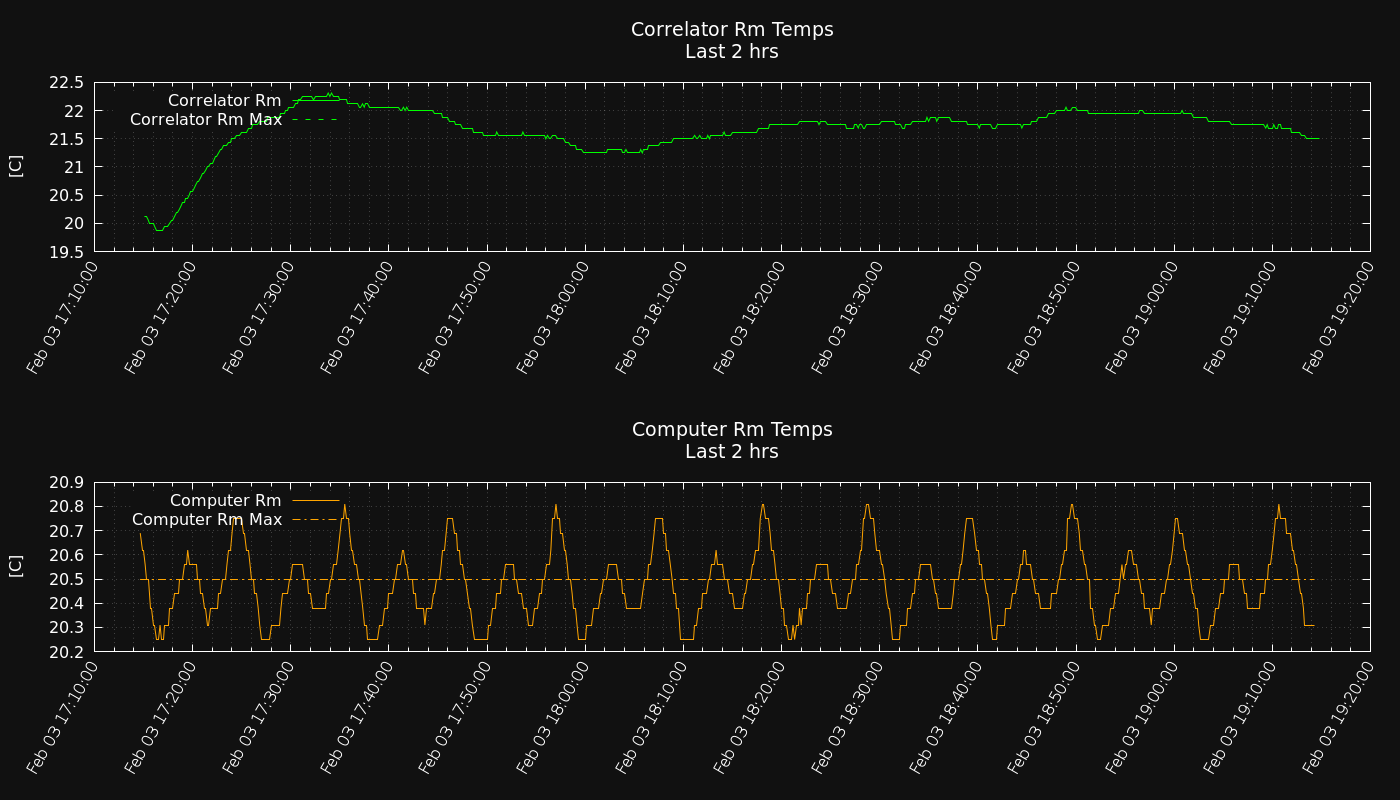 Correlator Rm Temps
Last 2 hrs
22.5
22
21.5
21
20.5
20
19.5
[C]
Correlator Rm
Correlator Rm Max
Feb 03 17:10:00
Feb 03 17:20:00
Feb 03 17:30:00
Feb 03 17:40:00
Feb 03 17:50:00
Feb 03 18:00:00
Feb 03 18:10:00
Feb 03 18:20:00
Feb 03 18:30:00
Feb 03 18:40:00
Feb 03 18:50:00
Feb 03 19:00:00
Feb 03 19:10:00
Feb 03 19:20:00
Computer Rm Temps
Last 2 hrs
20.9
20.8
20.7
20.6
20.5
20.4
20.3
20.2
[C]
Computer Rm
Computer Rm Max
Feb 03 17:10:00
Feb 03 17:20:00
Feb 03 17:30:00
Feb 03 17:40:00
Feb 03 17:50:00
Feb 03 18:00:00
Feb 03 18:10:00
Feb 03 18:20:00
Feb 03 18:30:00
Feb 03 18:40:00
Feb 03 18:50:00
Feb 03 19:00:00
Feb 03 19:10:00
Feb 03 19:20:00